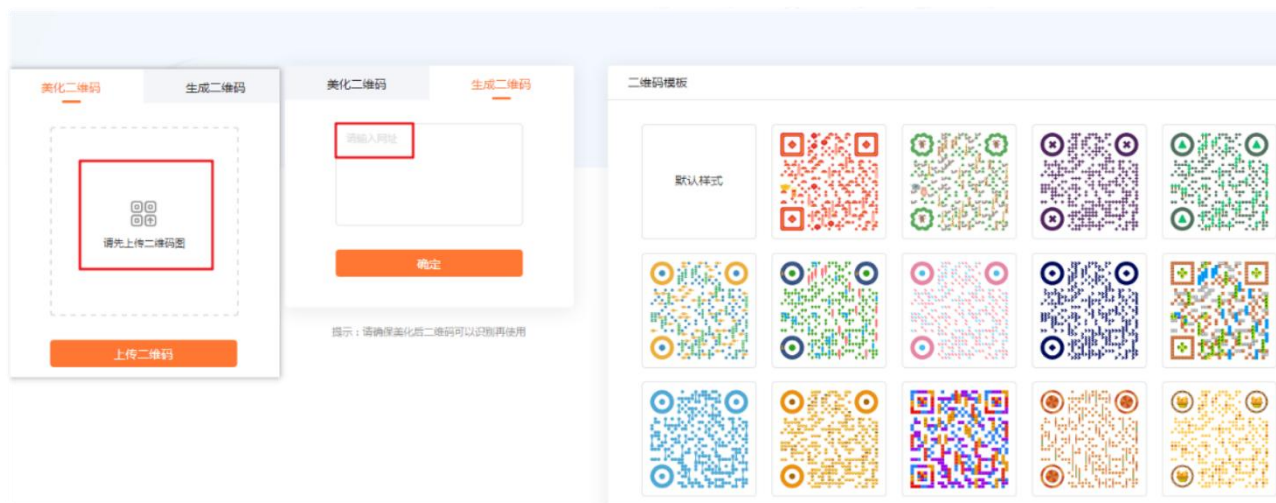 美化二维码
生成二维码
请先上传二维码图
上传二维码
美化二维码
生成二维码
请输入网址
确定
提示：请确保美化后二维码可以识别再使用
二维码模板
默认样式